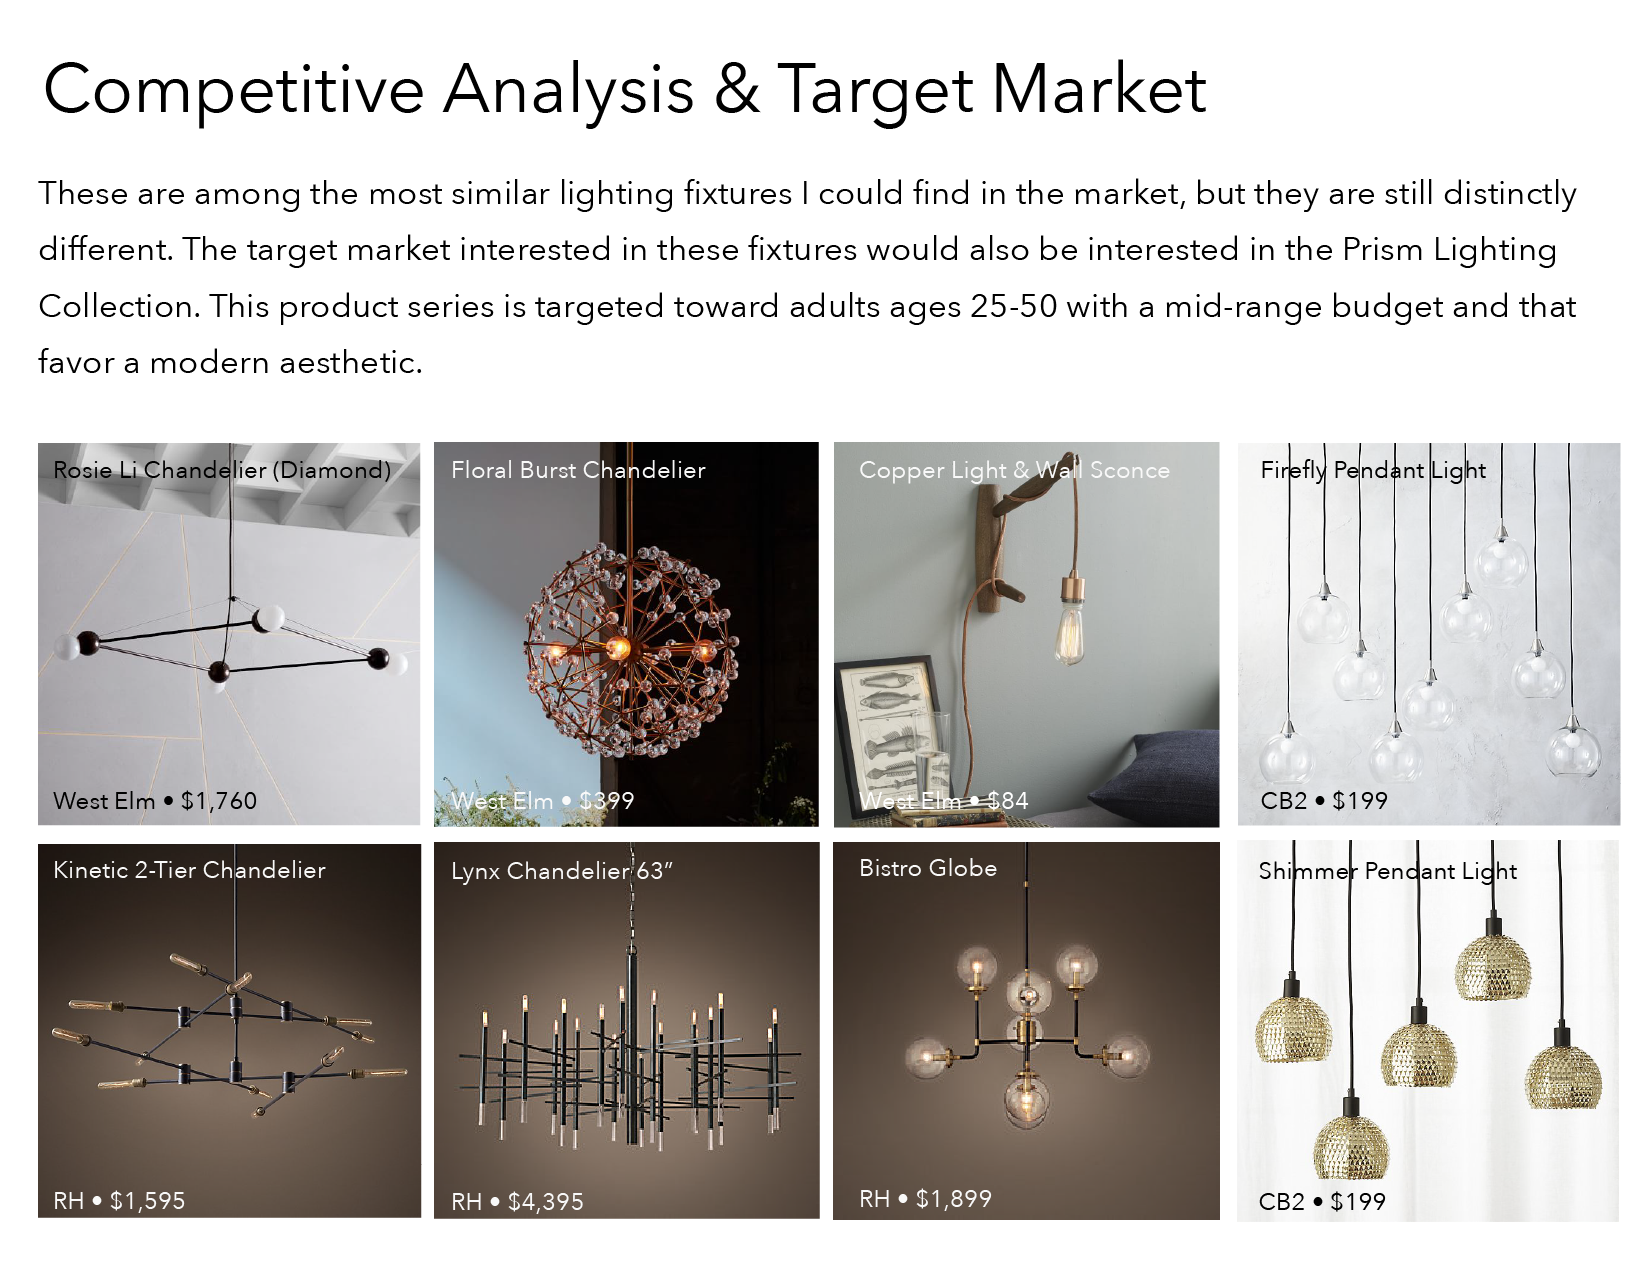 Competitive Analysis & Target Market
These are among the most similar lighting fixtures I could find in the market, but they are still distinctly
different. The target market interested in these fixtures would also be interested in the Prism Lighting
Collection. This product series is targeted toward adults ages 25-50 with a mid-range budget and that
favor a modern aesthetic.
Rosie Li Chandelier (Diamond)
West Elm • $1,760
Floral Burst Chandelier
West Elm • $399
Copper Light & Wall Sconce
West Elm • $84
Firefly Pendant Light
CB2 • $199
Kinetic 2-Tier Chandelier
RH • $1,595
Lynx Chandelier 63”
RH • $4,395
Bistro Globe
RH • $1,899
Shimmer Pendant Light
CB2 • $199